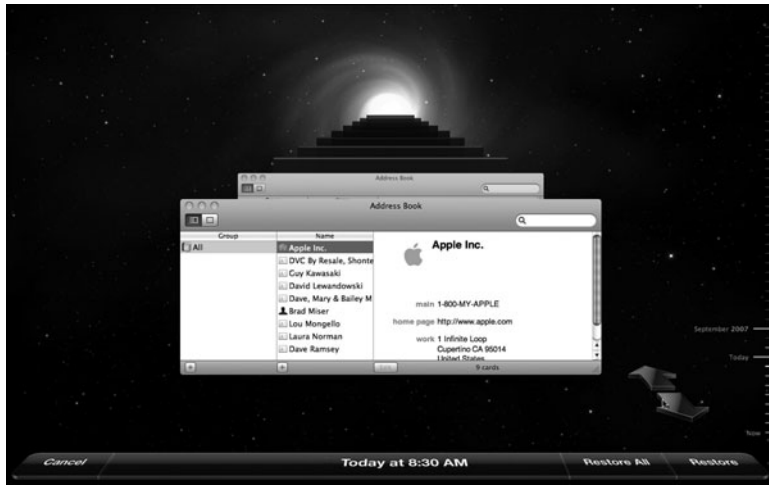 Address Book
Address Book
Group
Name
All
Apple Inc.
DVC By Resale, Shonte
Guy Kawasaki
David Lewandowski
Dave, Mary & Bailey M
Brad Miser
Lou Mongello
Laura Norman
Dave Ramsey
Apple Inc.
main 1-800-MY-APPLE
home page http://www.apple.com
work 1 Infinite Loop
Cupertino CA 95014
United States
9 cards
September 2007
Today
Now
Cancel
Today at 8:30 AM
Restore All
Restore